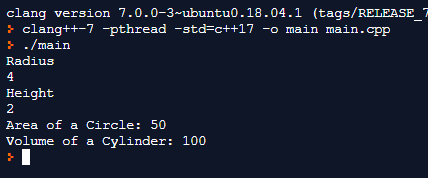 clang version 7.0.0-3~ubuntu0.18.04.1 (tags/RELEASE_7
> clang++-7 -pthread -std=c++17 -o main main.cpp
> ./main
Radius
4
Height
2
Area of a Circle: 50
Volume of a Cylinder: 100
>